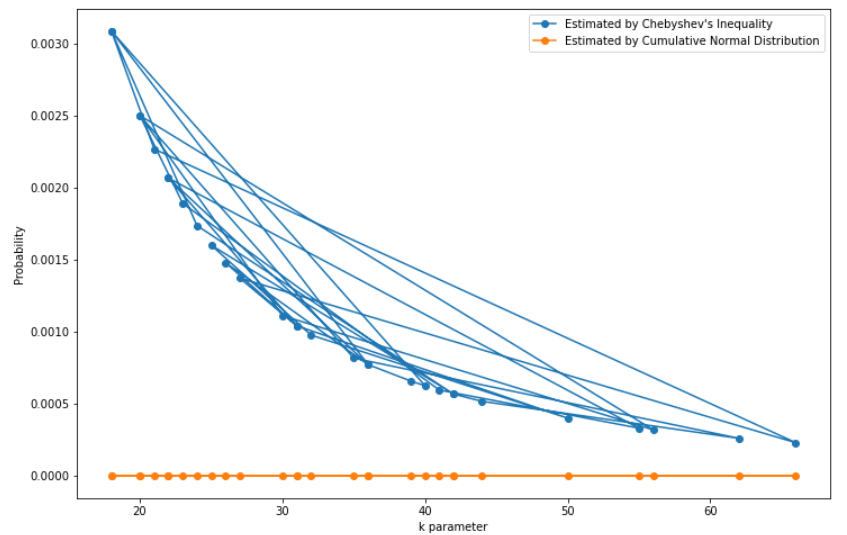 Estimated by Chebyshev's Inequality
Estimated by Cumulative Normal Distribution
0.0030
0.0025
0.0020
0.0015
0.0010
0.0005
0.0000
Probability
20 30 40 50 60
k parameter